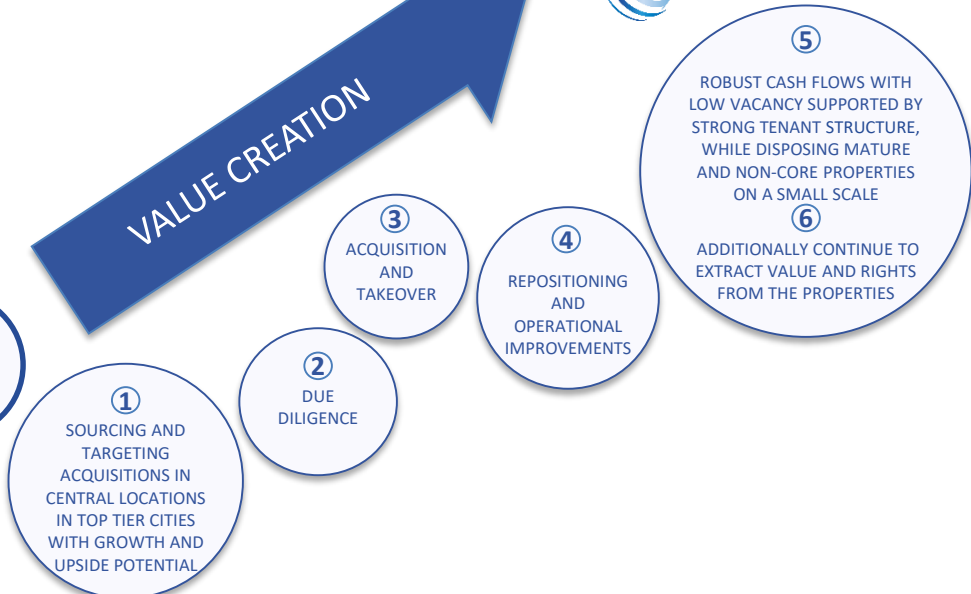 VALUE CREATION
①
SOURCING AND
TARGETING
ACQUISITIONS IN
CENTRAL LOCATIONS
IN TOP TIER CITIES
WITH GROWTH AND
UPSIDE POTENTIAL
②
DUE
DILIGENCE
③
ACQUISITION
AND
TAKEOVER
④
REPOSITIONING
AND
OPERATIONAL
IMPROVEMENTS
⑤
ROBUST CASH FLOWS WITH
LOW VACANCY SUPPORTED BY
STRONG TENANT STRUCTURE,
WHILE DISPOSING MATURE
AND NON-CORE PROPERTIES
ON A SMALL SCALE
⑥
ADDITIONALLY CONTINUE TO
EXTRACT VALUE AND RIGHTS
FROM THE PROPERTIES